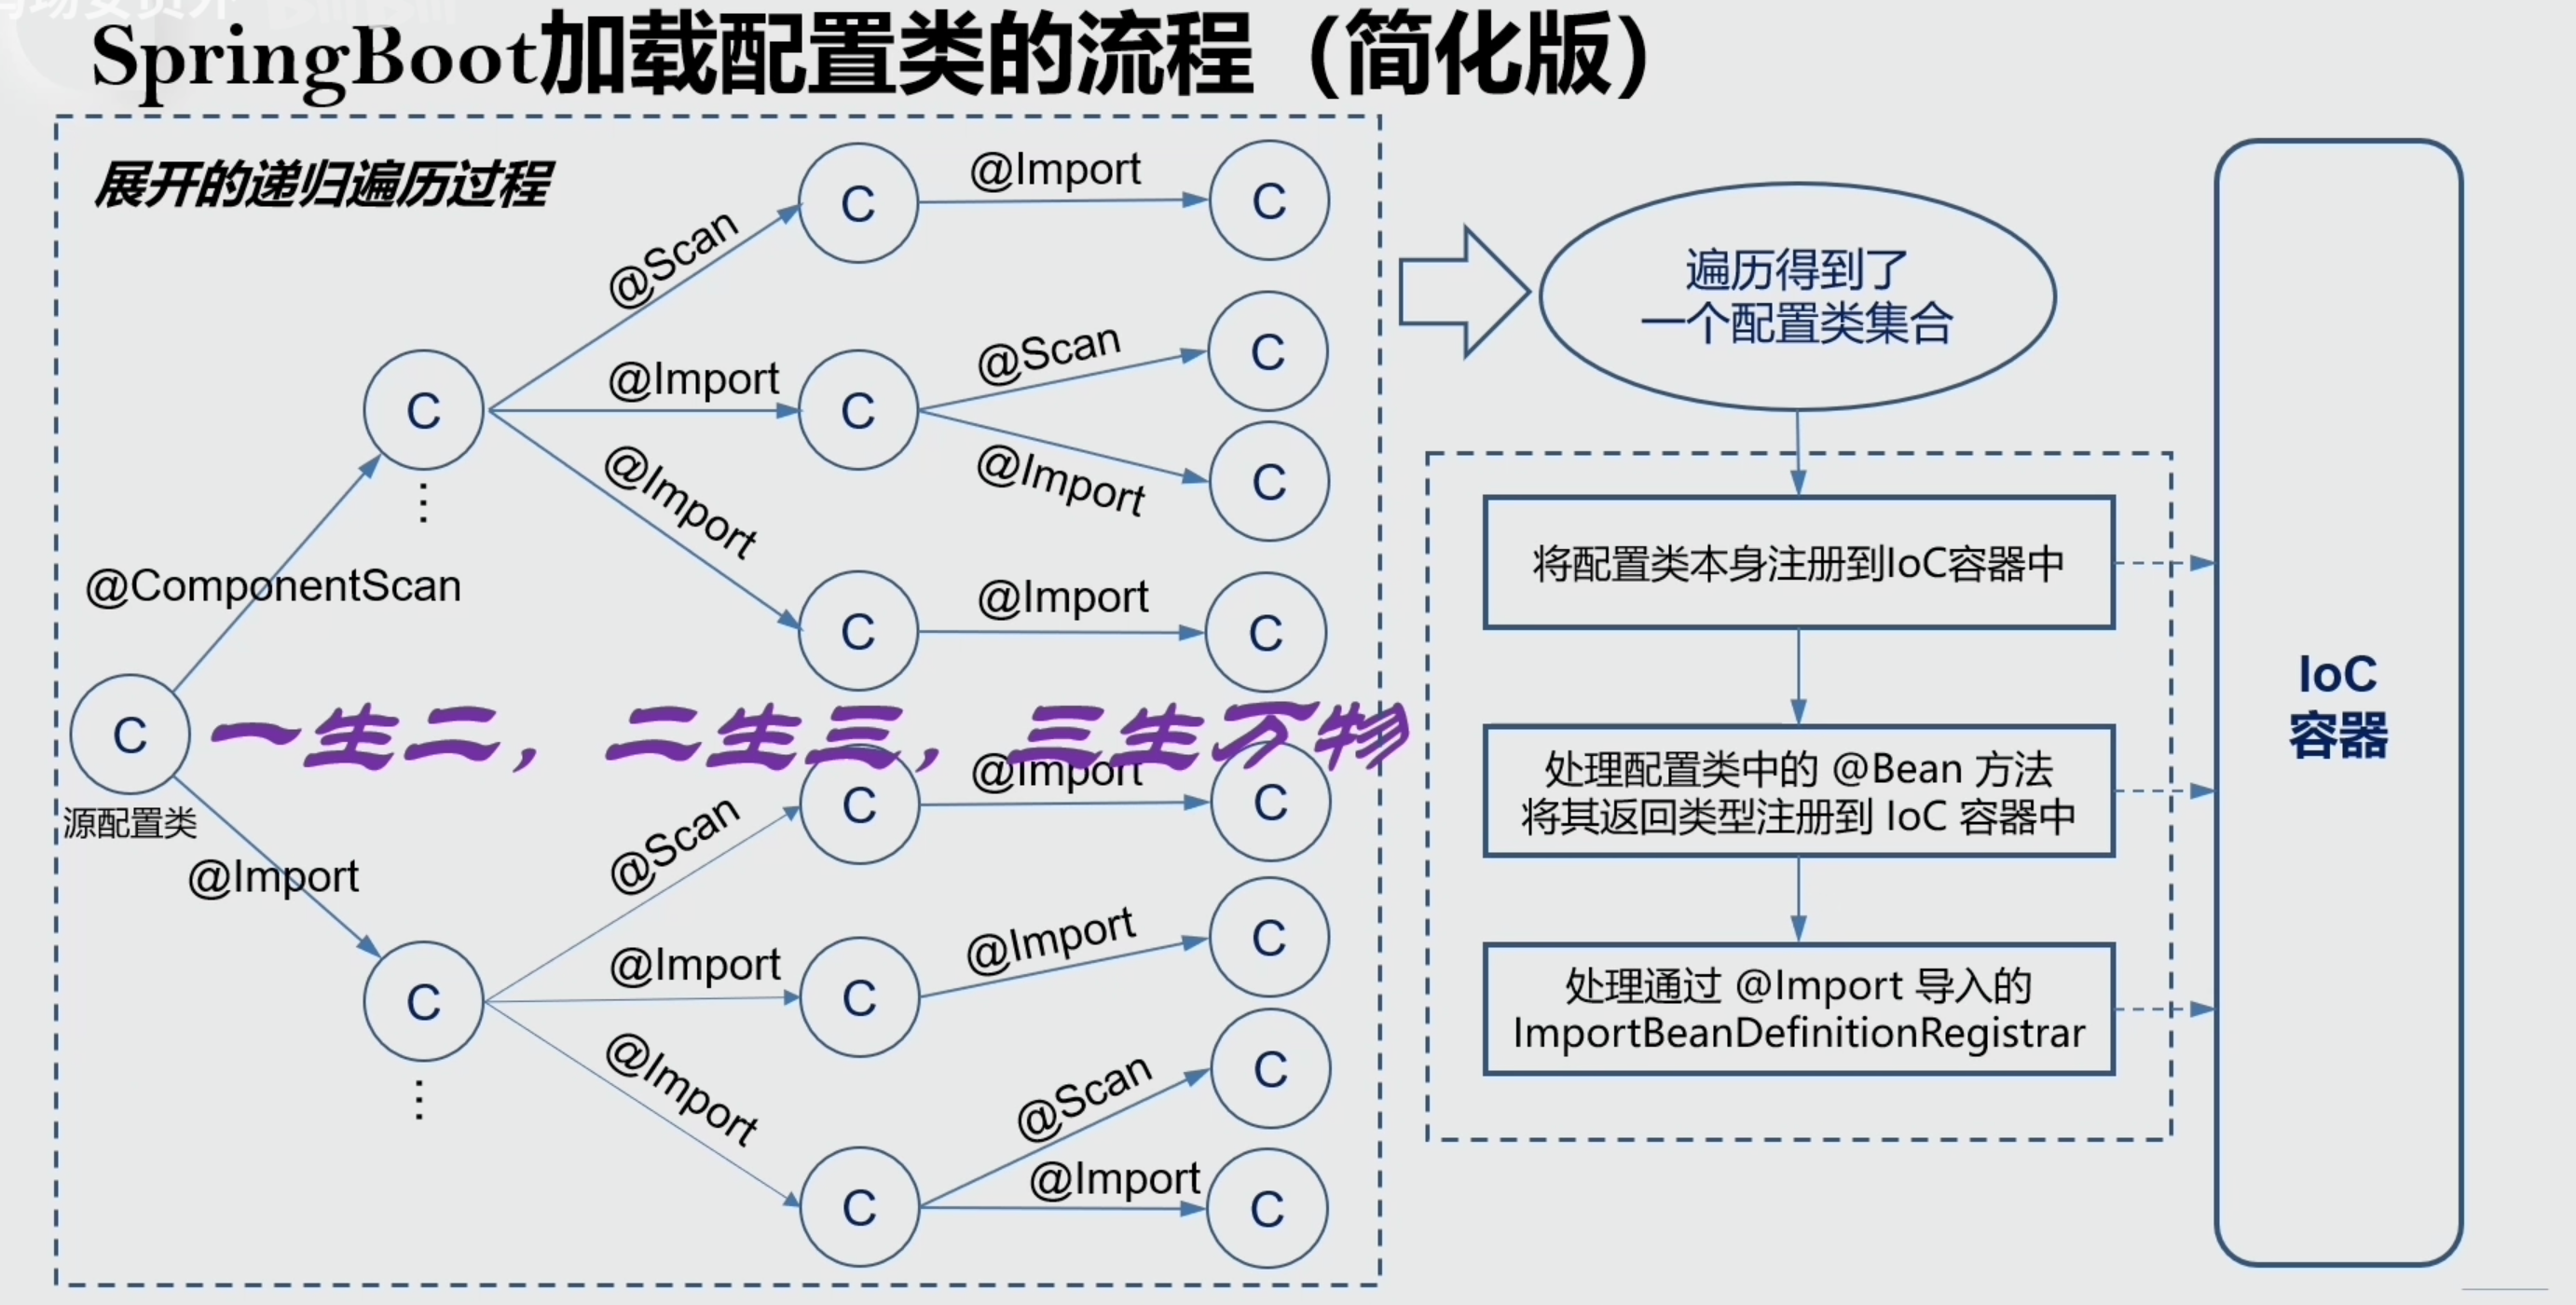 SpringBoot加载配置类的流程（简化版）
展开的递归遍历过程
C
源配置类
@ComponentScan
@Import
C
⋮
C
⋮
@Scan
@Import
@Import
C
C
C
@Import
@Scan
@Import
@Import
C
C
C
C
一生二，二生三，三生万物
@Scan
@Import
@Import
C
C
C
@Import
@Import
@Scan
@Import
C
C
C
C
遍历得到了
一个配置类集合
将配置类本身注册到IoC容器中
处理配置类中的 @Bean 方法
将其返回类型注册到 IoC 容器中
处理通过 @Import 导入的
ImportBeanDefinitionRegistrar
IoC
容器